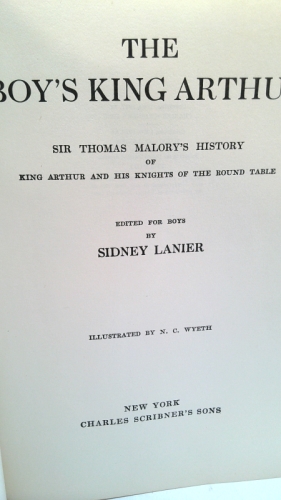 THE
BOY'S KING ARTHU
SIR THOMAS MALORY'S HISTORY
OF
KING ARTHUR AND HIS KNIGHTS OF THE ROUND TABLE
EDITED FOR BOYS
BY
SIDNEY LANIER
ILLUSTRATED BY N. C. WYETH
NEW YORK
CHARLES SCRIBNER'S SONS